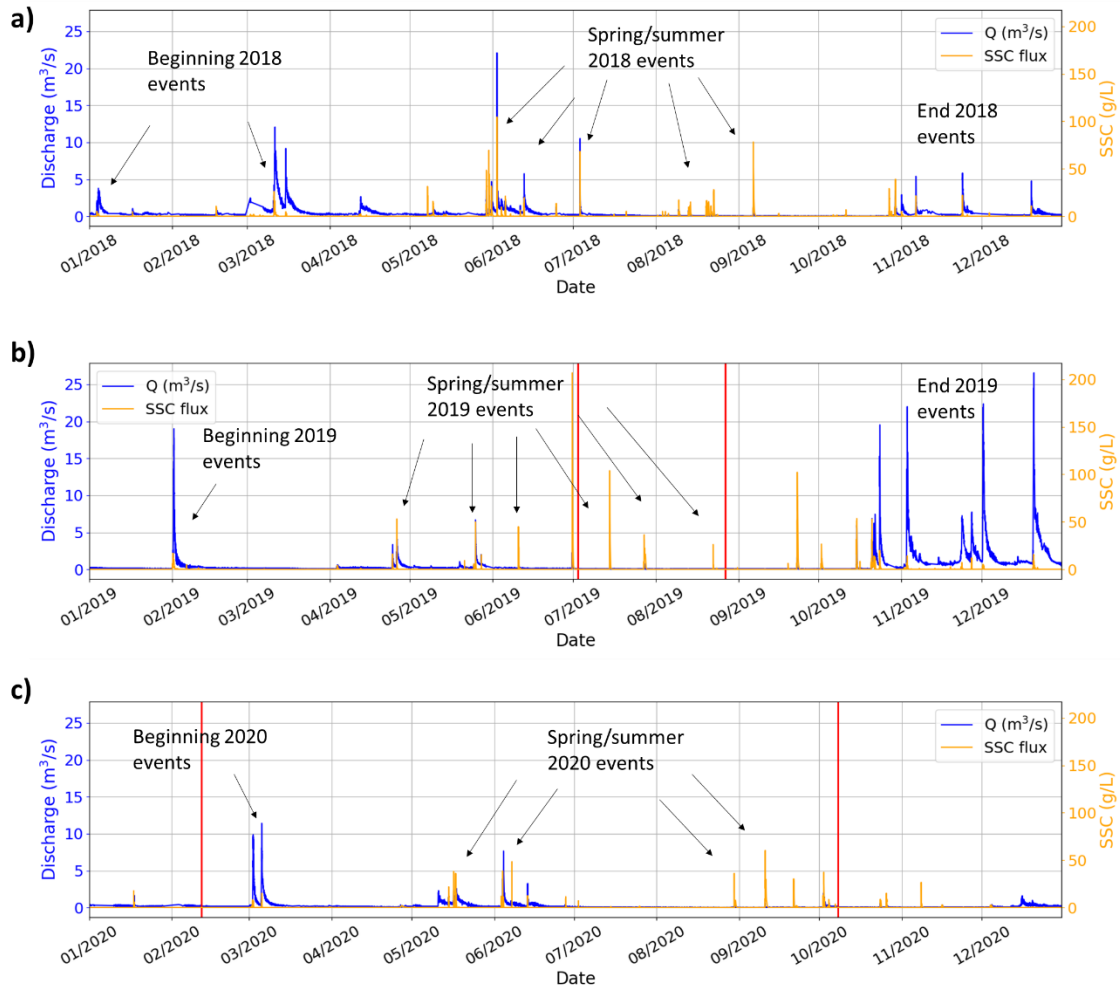 a)
Discharge (m³/s)
25
20
15
10
5
0
Beginning 2018
events
Spring/summer
2018 events
End 2018
events
Q (m³/s)
SSC flux
200
150
100
50
0
SSC (g/L)
01/2018
02/2018
03/2018
04/2018
05/2018
06/2018
07/2018
08/2018
09/2018
10/2018
11/2018
12/2018
Date
b)
Discharge (m³/s)
25
20
15
10
5
0
Q (m³/s)
SSC flux
Beginning 2019
events
Spring/summer
2019 events
End 2019
events
200
150
100
50
0
SSC (g/L)
01/2019
02/2019
03/2019
04/2019
05/2019
06/2019
07/2019
08/2019
09/2019
10/2019
11/2019
12/2019
Date
c)
Discharge (m³/s)
25
20
15
10
5
0
Beginning 2020
events
Spring/summer
2020 events
Q (m³/s)
SSC flux
200
150
100
50
0
SSC (g/L)
01/2020
02/2020
03/2020
04/2020
05/2020
06/2020
07/2020
08/2020
09/2020
10/2020
11/2020
12/2020
Date